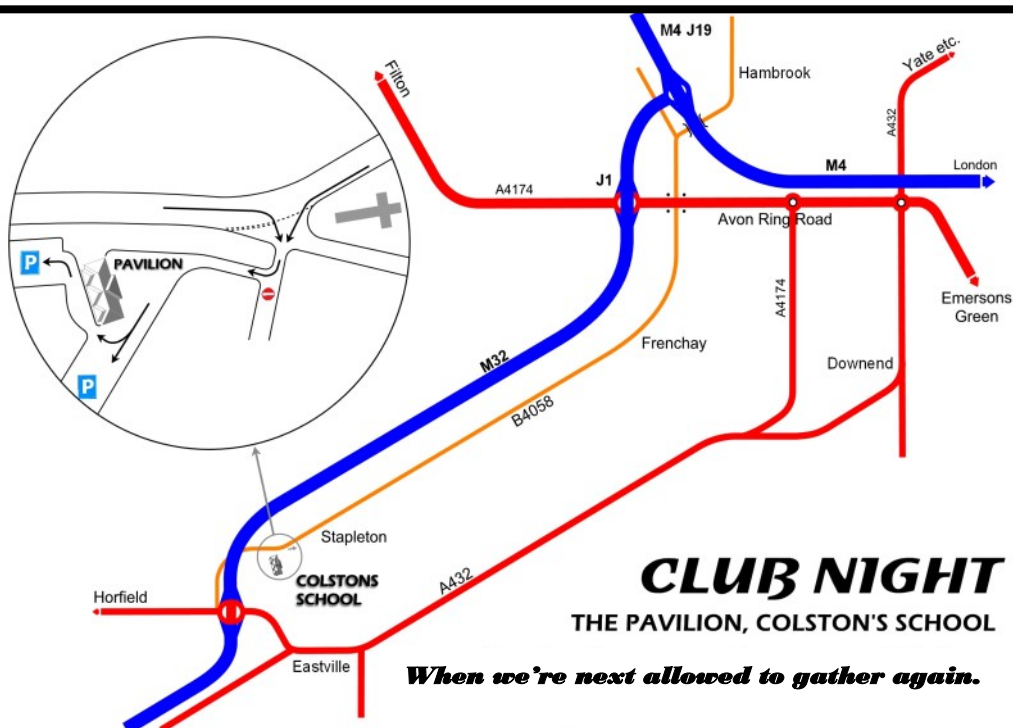 M4 J19
Yate etc.
Filton
Hambrook
A432
M4
London
J1
A4174
Avon Ring Road
P
PAVILION
A4174
Emersons
Green
Frenchay
M32
Downend
P
B4058
Stapleton
COLSTONS
SCHOOL
A432
Horfield
Eastville
CLUB NIGHT
THE PAVILION, COLSTON'S SCHOOL
When we're next allowed to gather again.